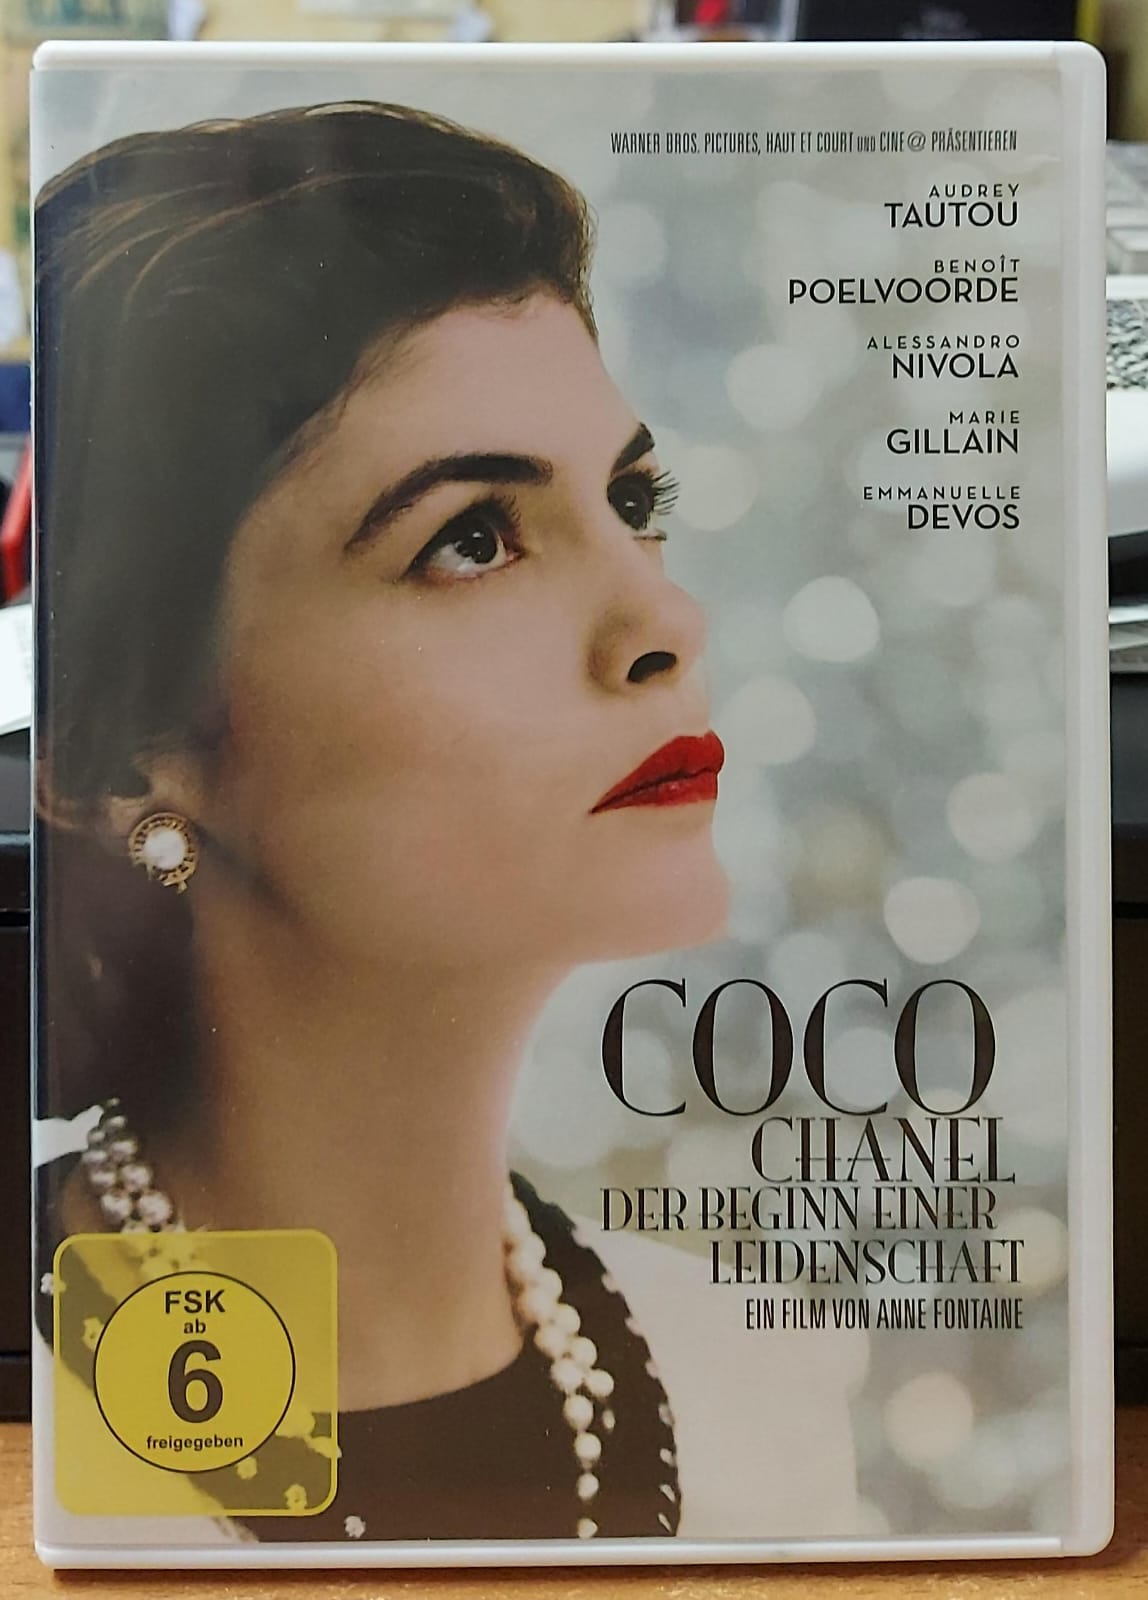 WARNER BROS. PICTURES, HAUT ET COURT UND CINE@ PRÄSENTIEREN
AUDREY
TAUTOU
BENOÎT
POELVOORDE
ALESSANDRO
NIVOLA
MARIE
GILLAIN
EMMANUELLE
DEVOS
COCO
CHANEL
DER BEGINN EINER
LEIDENSCHAFT
EIN FILM VON ANNE FONTAINE
FSK
ab
6
freigegeben